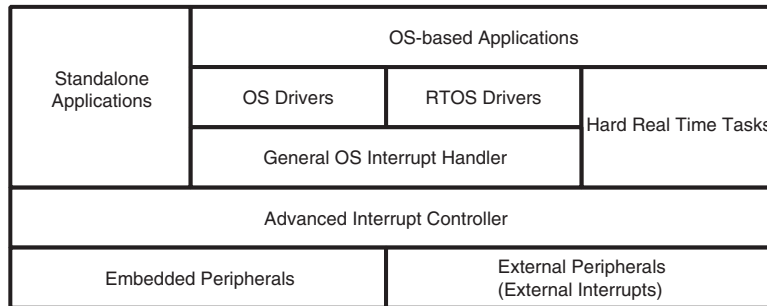 OS-based Applications
Standalone
Applications
OS Drivers
RTOS Drivers
Hard Real Time Tasks
General OS Interrupt Handler
Advanced Interrupt Controller
Embedded Peripherals
External Peripherals
(External Interrupts)